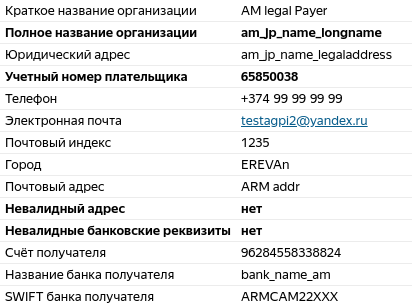 Краткое название организации AM legal Payer
Полное название организации am_jp_name_longname
Юридический адрес am_jp_name_legaladdress
Учетный номер плательщика 65850038
Телефон +374 99 99 99 99
Электронная почта testagpi2@yandex.ru
Почтовый индекс 1235
Город EREVAn
Почтовый адрес ARM addr
Невалидный адрес нет
Невалидные банковские реквизиты нет
Счёт получателя 96284558338824
Название банка получателя bank_name_am
SWIFT банка получателя ARMCAM22XXX